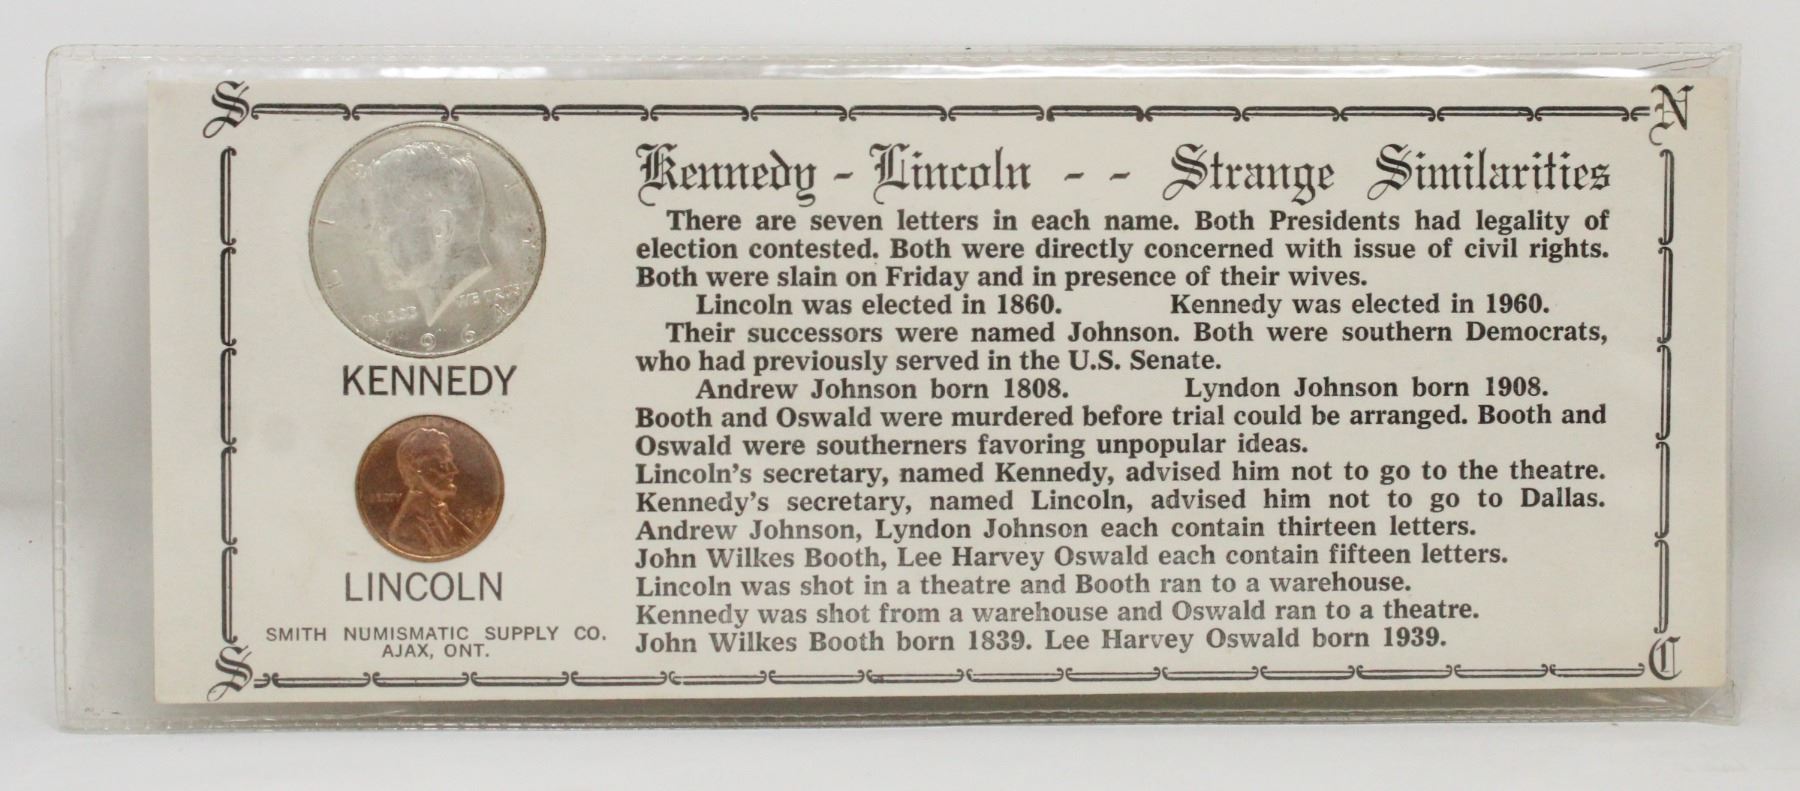 S N
Kennedy - Lincoln - - Strange Similarities
There are seven letters in each name. Both Presidents had legality of
election contested. Both were directly concerned with issue of civil rights.
Both were slain on Friday and in presence of their wives.
Lincoln was elected in 1860. Kennedy was elected in 1960.
Their successors were named Johnson. Both were southern Democrats,
who had previously served in the U.S. Senate.
Andrew Johnson born 1808. Lyndon Johnson born 1908.
Booth and Oswald were murdered before trial could be arranged. Booth and
Oswald were southerners favoring unpopular ideas.
Lincoln's secretary, named Kennedy, advised him not to go to the theatre.
Kennedy's secretary, named Lincoln, advised him not to go to Dallas.
Andrew Johnson, Lyndon Johnson each contain thirteen letters.
John Wilkes Booth, Lee Harvey Oswald each contain fifteen letters.
Lincoln was shot in a theatre and Booth ran to a warehouse.
Kennedy was shot from a warehouse and Oswald ran to a theatre.
John Wilkes Booth born 1839. Lee Harvey Oswald born 1939.
IN GOD WE TRUST
1964
KENNEDY
LIBERTY
LINCOLN
SMITH NUMISMATIC SUPPLY CO.
AJAX, ONT.
S C